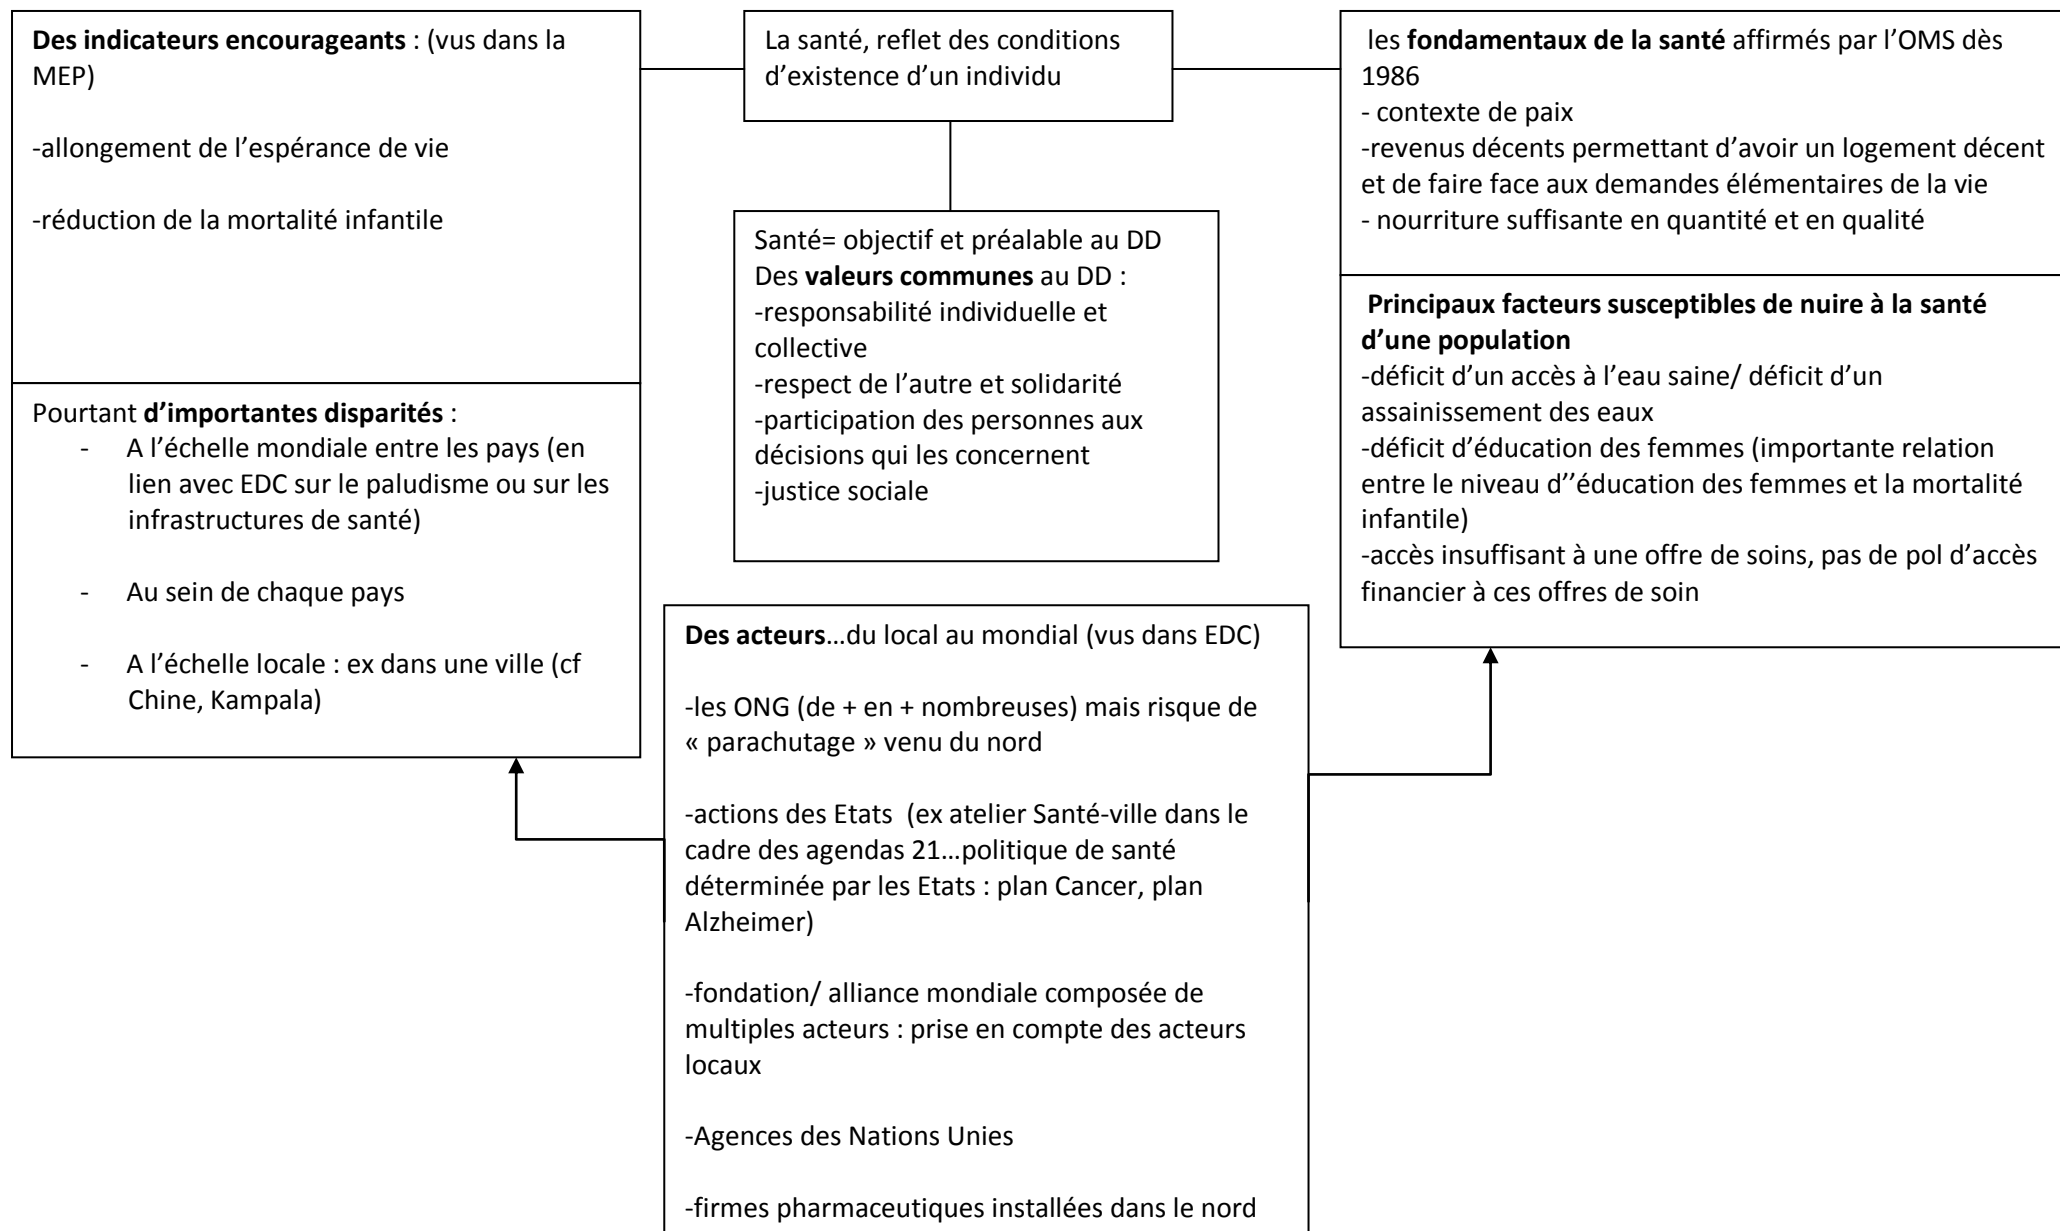 Des indicateurs encourageants : (vus dans la
MEP)
-allongement de l’espérance de vie
-réduction de la mortalité infantile
Pourtant d’importantes disparités :
- A l’échelle mondiale entre les pays (en
lien avec EDC sur le paludisme ou sur les
infrastructures de santé)
- Au sein de chaque pays
- A l’échelle locale : ex dans une ville (cf
Chine, Kampala)
La santé, reflet des conditions
d’existence d’un individu
Santé= objectif et préalable au DD
Des valeurs communes au DD :
-responsabilité individuelle et
collective
-respect de l’autre et solidarité
-participation des personnes aux
décisions qui les concernent
-justice sociale
les fondamentaux de la santé affirmés par l’OMS dès
1986
- contexte de paix
-revenus décents permettant d’avoir un logement décent
et de faire face aux demandes élémentaires de la vie
- nourriture suffisante en quantité et en qualité
Principaux facteurs susceptibles de nuire à la santé
d’une population
-déficit d’un accès à l’eau saine/ déficit d’un
assainissement des eaux
-déficit d’éducation des femmes (importante relation
entre le niveau d’’éducation des femmes et la mortalité
infantile)
-accès insuffisant à une offre de soins, pas de pol d’accès
financier à ces offres de soin
Des acteurs…du local au mondial (vus dans EDC)
-les ONG (de + en + nombreuses) mais risque de
« parachutage » venu du nord
-actions des Etats (ex atelier Santé-ville dans le
cadre des agendas 21…politique de santé
déterminée par les Etats : plan Cancer, plan
Alzheimer)
-fondation/ alliance mondiale composée de
multiples acteurs : prise en compte des acteurs
locaux
-Agences des Nations Unies
-firmes pharmaceutiques installées dans le nord